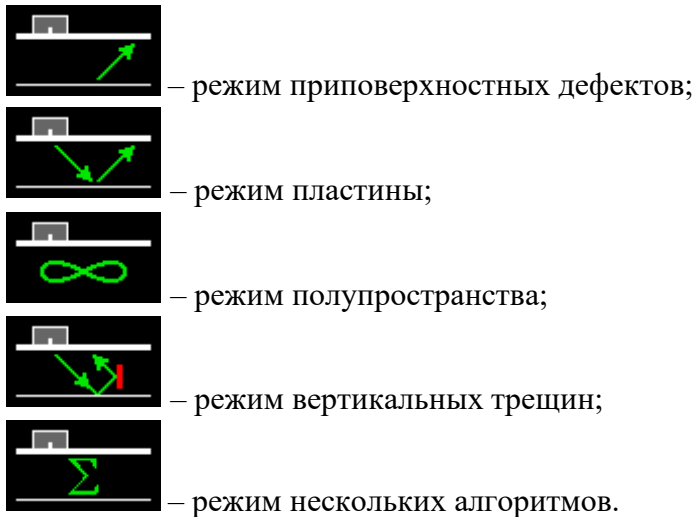 – режим приповерхностных дефектов;
– режим пластины;
– режим полупространства;
– режим вертикальных трещин;
– режим нескольких алгоритмов.